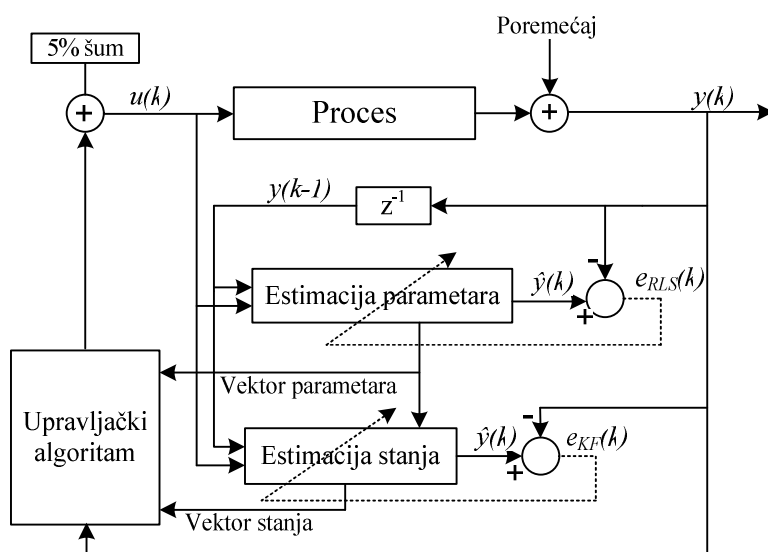 Poremećaj
5% šum
+
u(k)
Proces
+
y(k)
y(k-1)
z⁻¹
-
Estimacija parametara
ŷ(k)
e_RLS(k)
+
Vektor parametara
Upravljački
algoritam
-
Estimacija stanja
ŷ(k)
e_KF(k)
+
Vektor stanja